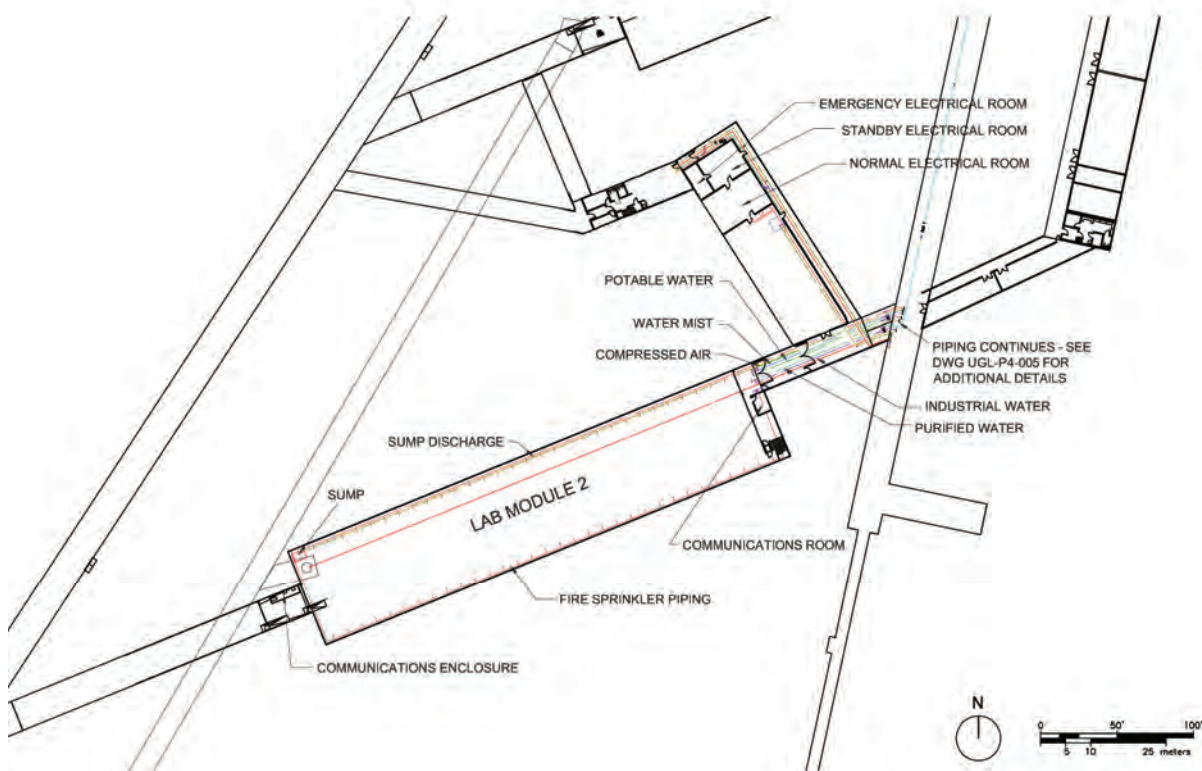 EMERGENCY ELECTRICAL ROOM
STANDBY ELECTRICAL ROOM
NORMAL ELECTRICAL ROOM
POTABLE WATER
WATER MIST
COMPRESSED AIR
PIPING CONTINUES - SEE
DWG UGL-P4-005 FOR
ADDITIONAL DETAILS
INDUSTRIAL WATER
PURIFIED WATER
SUMP DISCHARGE
SUMP
LAB MODULE 2
COMMUNICATIONS ROOM
FIRE SPRINKLER PIPING
COMMUNICATIONS ENCLOSURE
N
0 50' 100'
5 10 25 meters